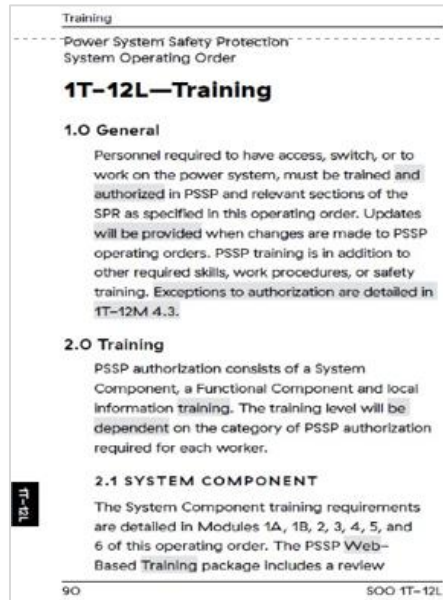 Training
Power System Safety Protection
System Operating Order
1T–12L—Training
1.0 General
Personnel required to have access, switch, or to
work on the power system, must be trained and
authorized in PSSP and relevant sections of the
SPR as specified in this operating order. Updates
will be provided when changes are made to PSSP
operating orders. PSSP training is in addition to
other required skills, work procedures, or safety
training. Exceptions to authorization are detailed in
1T–12M 4.3.
2.0 Training
PSSP authorization consists of a System
Component, a Functional Component and local
information training. The training level will be
dependent on the category of PSSP authorization
required for each worker.
2.1 SYSTEM COMPONENT
The System Component training requirements
are detailed in Modules 1A, 1B, 2, 3, 4, 5, and
6 of this operating order. The PSSP Web–
Based Training package includes a review
1T–12L
90 SOO 1T–12L